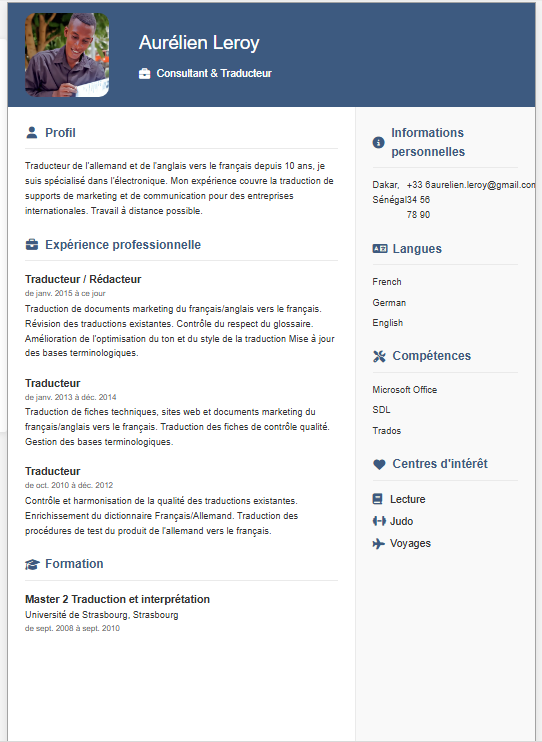 Aurélien Leroy
Consultant & Traducteur
Profil
Traducteur de l'allemand et de l'anglais vers le français depuis 10 ans, je
suis spécialisé dans l'électronique. Mon expérience couvre la traduction de
supports de marketing et de communication pour des entreprises
internationales. Travail à distance possible.
Expérience professionnelle
Traducteur / Rédacteur
de janv. 2015 à ce jour
Traduction de documents marketing du français/anglais vers le français.
Révision des traductions existantes. Contrôle du respect du glossaire.
Amélioration de l'optimisation du ton et du style de la traduction Mise à jour
des bases terminologiques.
Traducteur
de janv. 2013 à déc. 2014
Traduction de fiches techniques, sites web et documents marketing du
français/anglais vers le français. Traduction des fiches de contrôle qualité.
Gestion des bases terminologiques.
Traducteur
de oct. 2010 à déc. 2012
Contrôle et harmonisation de la qualité des traductions existantes.
Enrichissement du dictionnaire Français/Allemand. Traduction des
procédures de test du produit de l'allemand vers le français.
Formation
Master 2 Traduction et interprétation
Université de Strasbourg, Strasbourg
de sept. 2008 à sept. 2010
Informations
personnelles
Dakar, +33 6aurelien.leroy@gmail.com
Sénégal34 56
78 90
Langues
French
German
English
Compétences
Microsoft Office
SDL
Trados
Centres d'intérêt
Lecture
Judo
Voyages